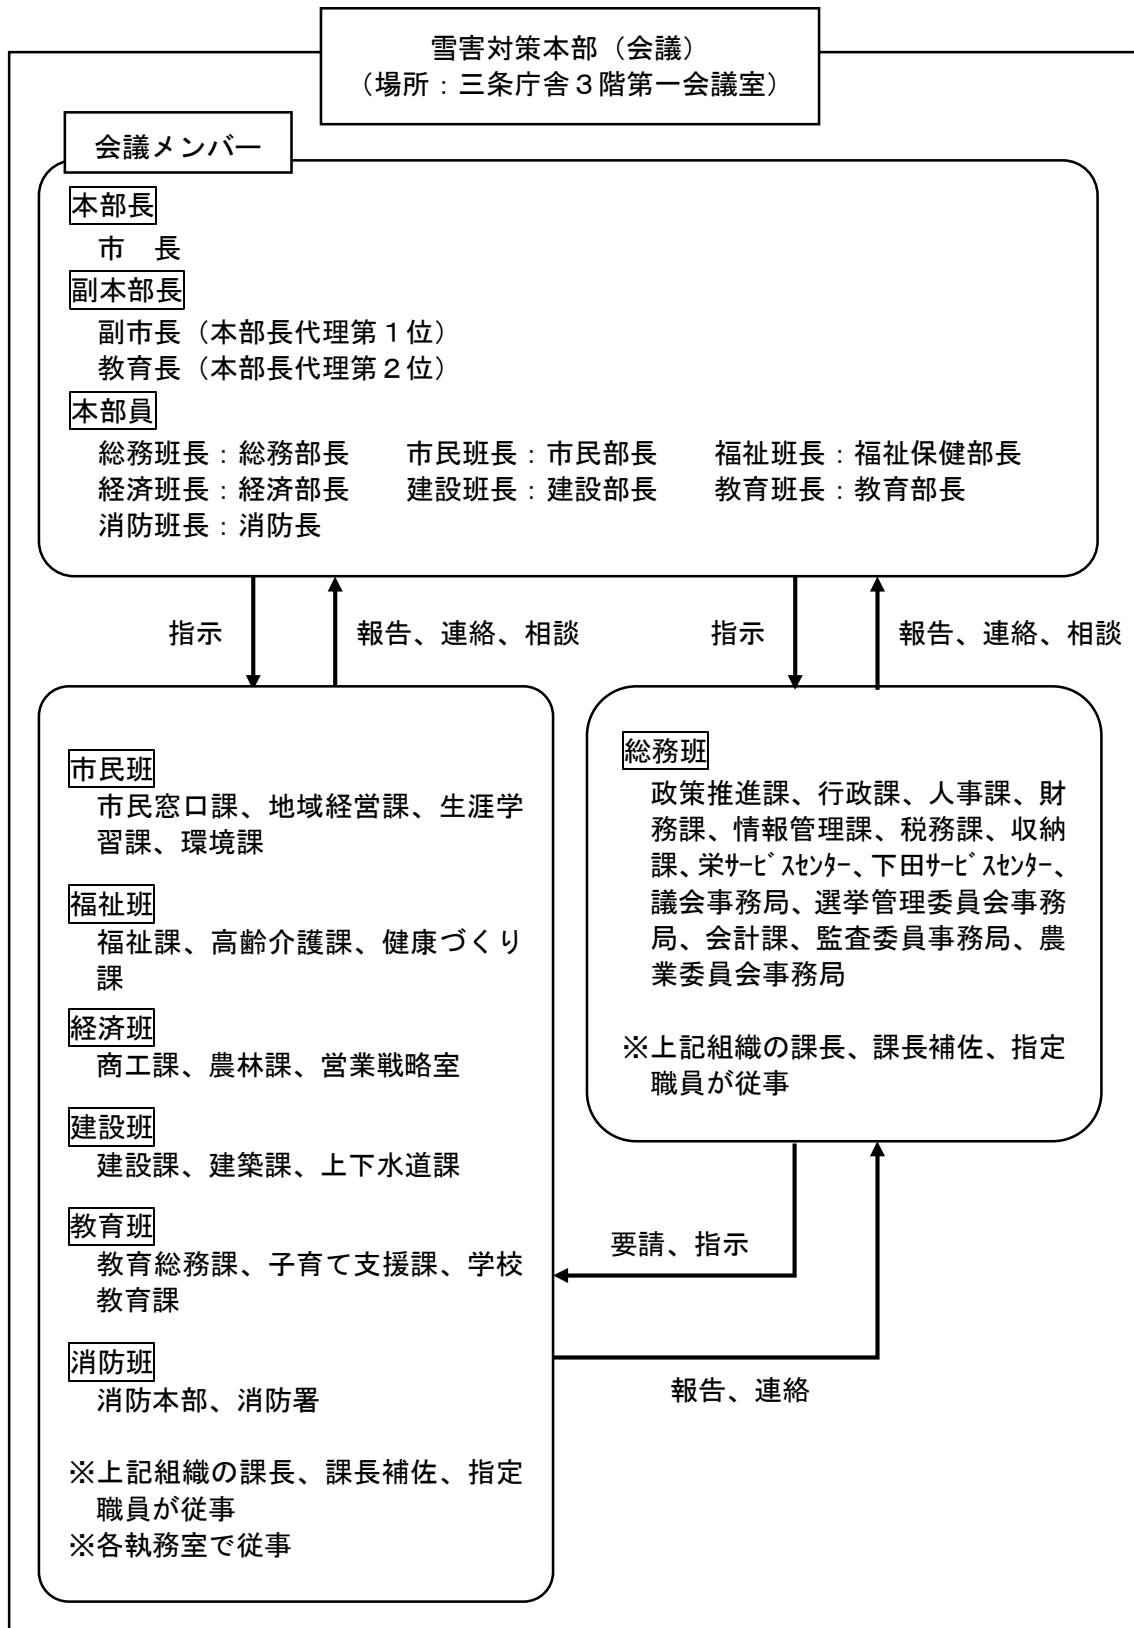 雪害対策本部（会議）
（場所：三条庁舎３階第一会議室）
会議メンバー
本部長
市　長
副本部長
副市長（本部長代理第１位）
教育長（本部長代理第２位）
本部員
総務班長：総務部長　　市民班長：市民部長　　福祉班長：福祉保健部長
経済班長：経済部長　　建設班長：建設部長　　教育班長：教育部長
消防班長：消防長
指示
報告、連絡、相談
指示
報告、連絡、相談
市民班
市民窓口課、地域経営課、生涯学
習課、環境課
福祉班
福祉課、高齢介護課、健康づくり
課
経済班
商工課、農林課、営業戦略室
建設班
建設課、建築課、上下水道課
教育班
教育総務課、子育て支援課、学校
教育課
消防班
消防本部、消防署
※上記組織の課長、課長補佐、指定
職員が従事
※各執務室で従事
総務班
政策推進課、行政課、人事課、財
務課、情報管理課、税務課、収納
課、栄ｻｰﾋﾞｽｾﾝﾀｰ、下田ｻｰﾋﾞｽｾﾝﾀｰ、
議会事務局、選挙管理委員会事務
局、会計課、監査委員事務局、農
業委員会事務局
※上記組織の課長、課長補佐、指定
職員が従事
要請、指示
報告、連絡